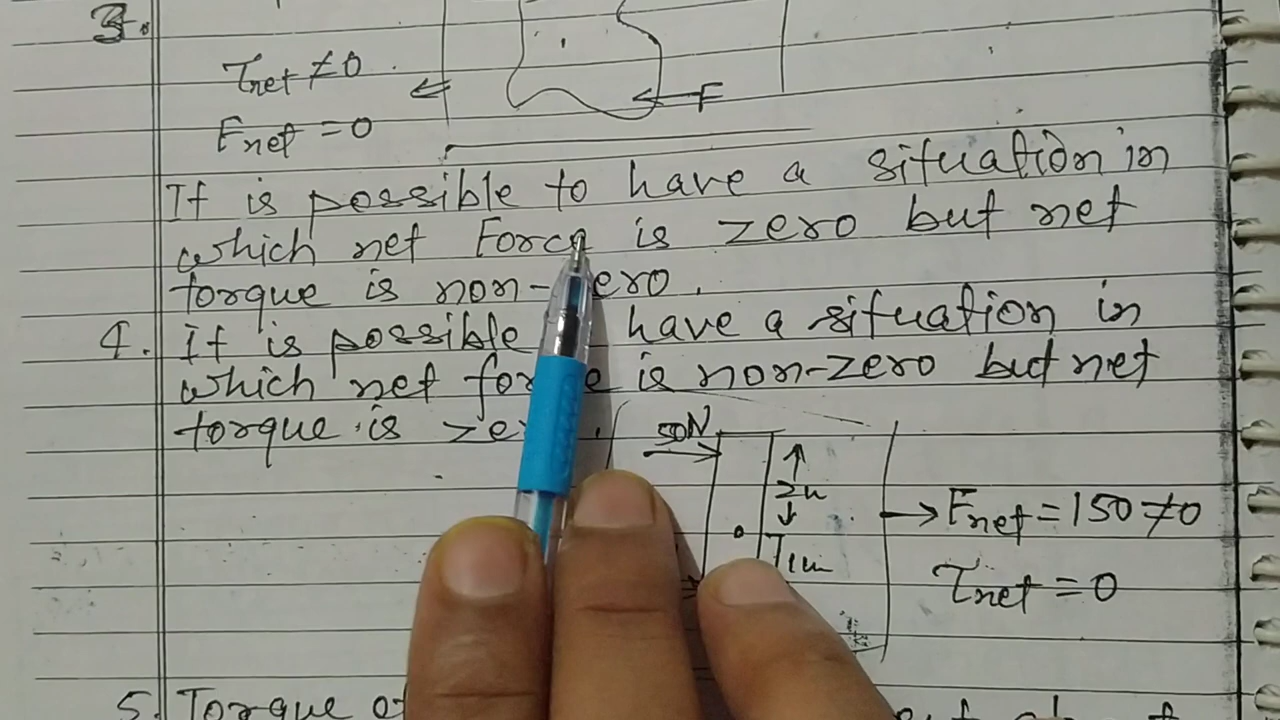 3.
τnet ≠ 0
F
Fnet = 0
It is possible to have a situation in
which net Force is zero but net
torque is non-zero.
4. It is possible have a situation in
which net force is non-zero but net
torque is
50N
Fnet = 150 ≠ 0
1m
τnet = 0
5. Torque